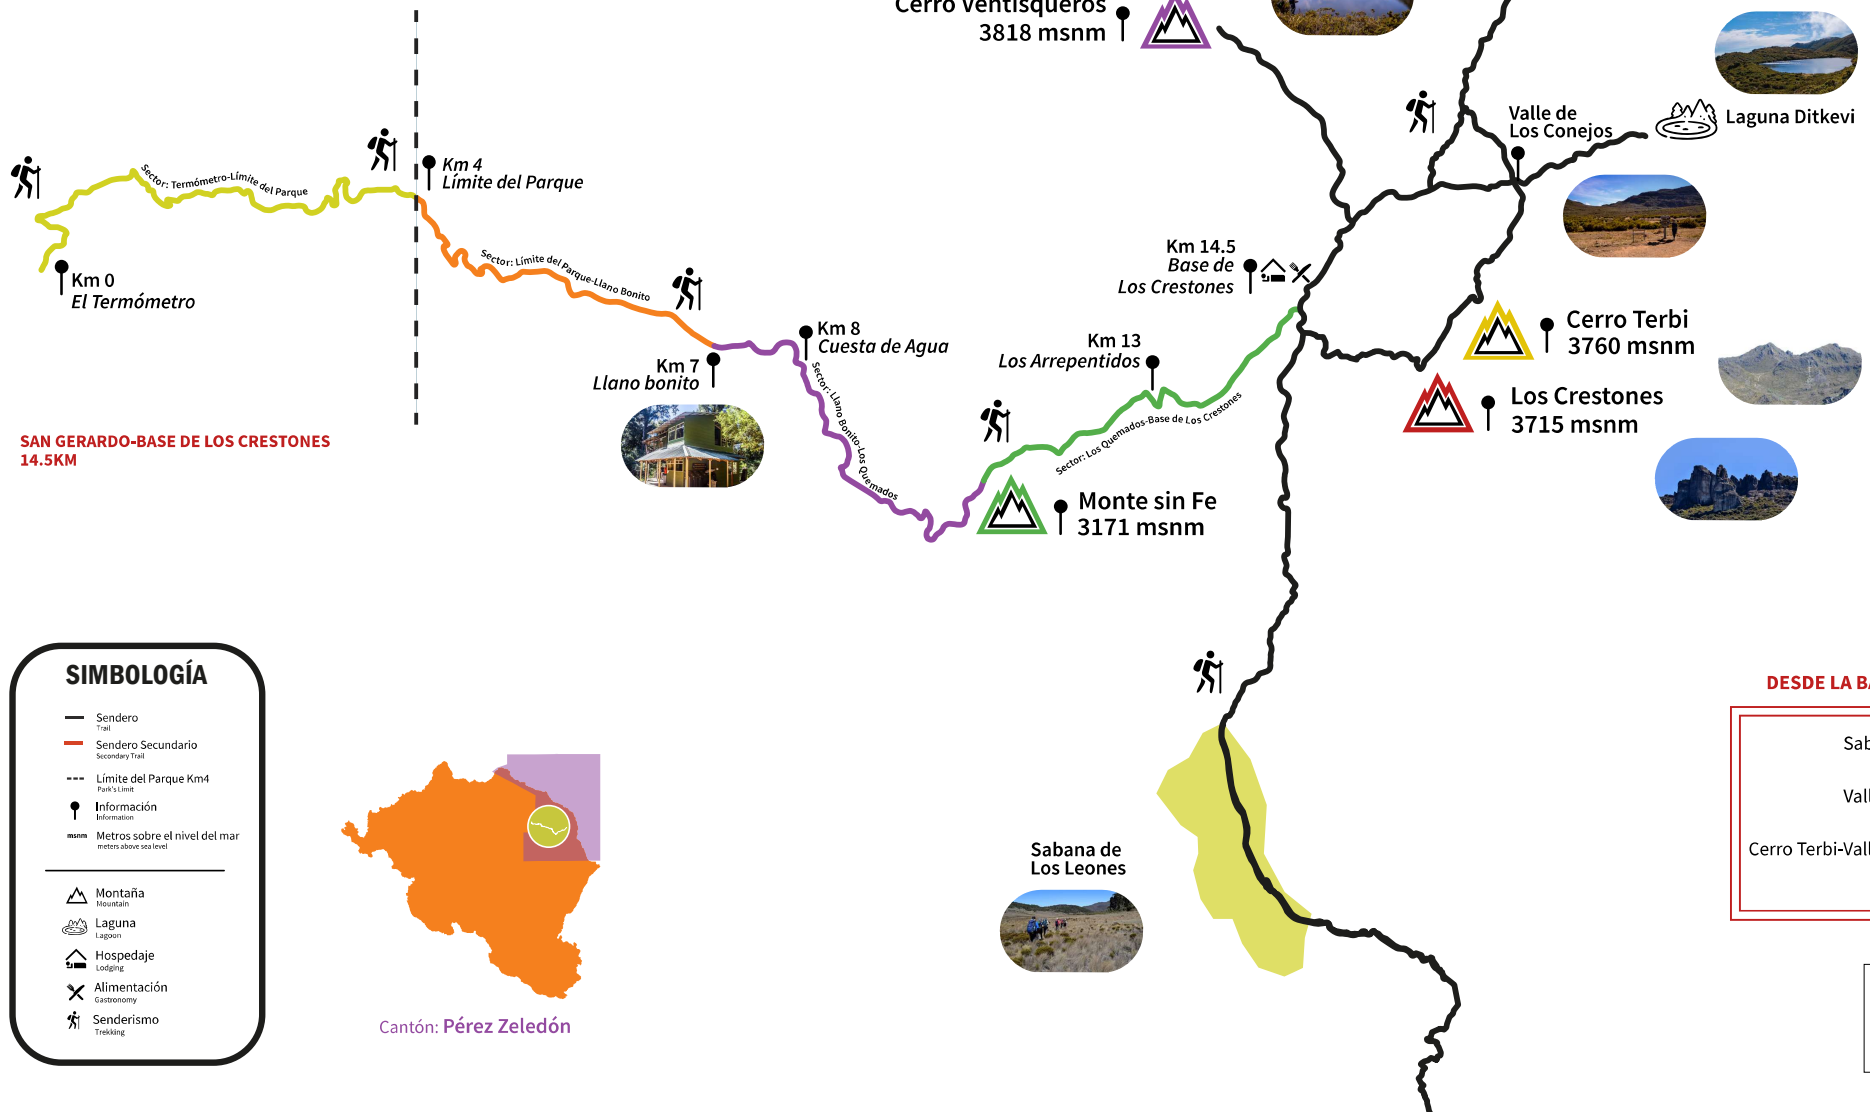 Cerro Ventisqueros
3818 msnm
Laguna Ditkevi
Valle de
Los Conejos
Km 4
Límite del Parque
Sector: Termómetro-Límite del Parque
Km 0
El Termómetro
Sector: Límite del Parque-Llano Bonito
Km 14.5
Base de
Los Crestones
Km 8
Cuesta de Agua
Km 7
Llano bonito
Km 13
Los Arrepentidos
Cerro Terbi
3760 msnm
Los Crestones
3715 msnm
Sector: Llano Bonito-Los Quemados
Sector: Los Quemados-Base de Los Crestones
SAN GERARDO-BASE DE LOS CRESTONES
14.5KM
Monte sin Fe
3171 msnm
SIMBOLOGÍA
Sendero
Trail
Sendero Secundario
Secondary Trail
Límite del Parque Km4
Park's Limit
Información
Information
msnm Metros sobre el nivel del mar
meters above sea level
Montaña
Mountain
Laguna
Lagoon
Hospedaje
Lodging
Alimentación
Gastronomy
Senderismo
Trekking
Cantón: Pérez Zeledón
Sabana de
Los Leones
DESDE LA BA
Sab
Vall
Cerro Terbi-Vall